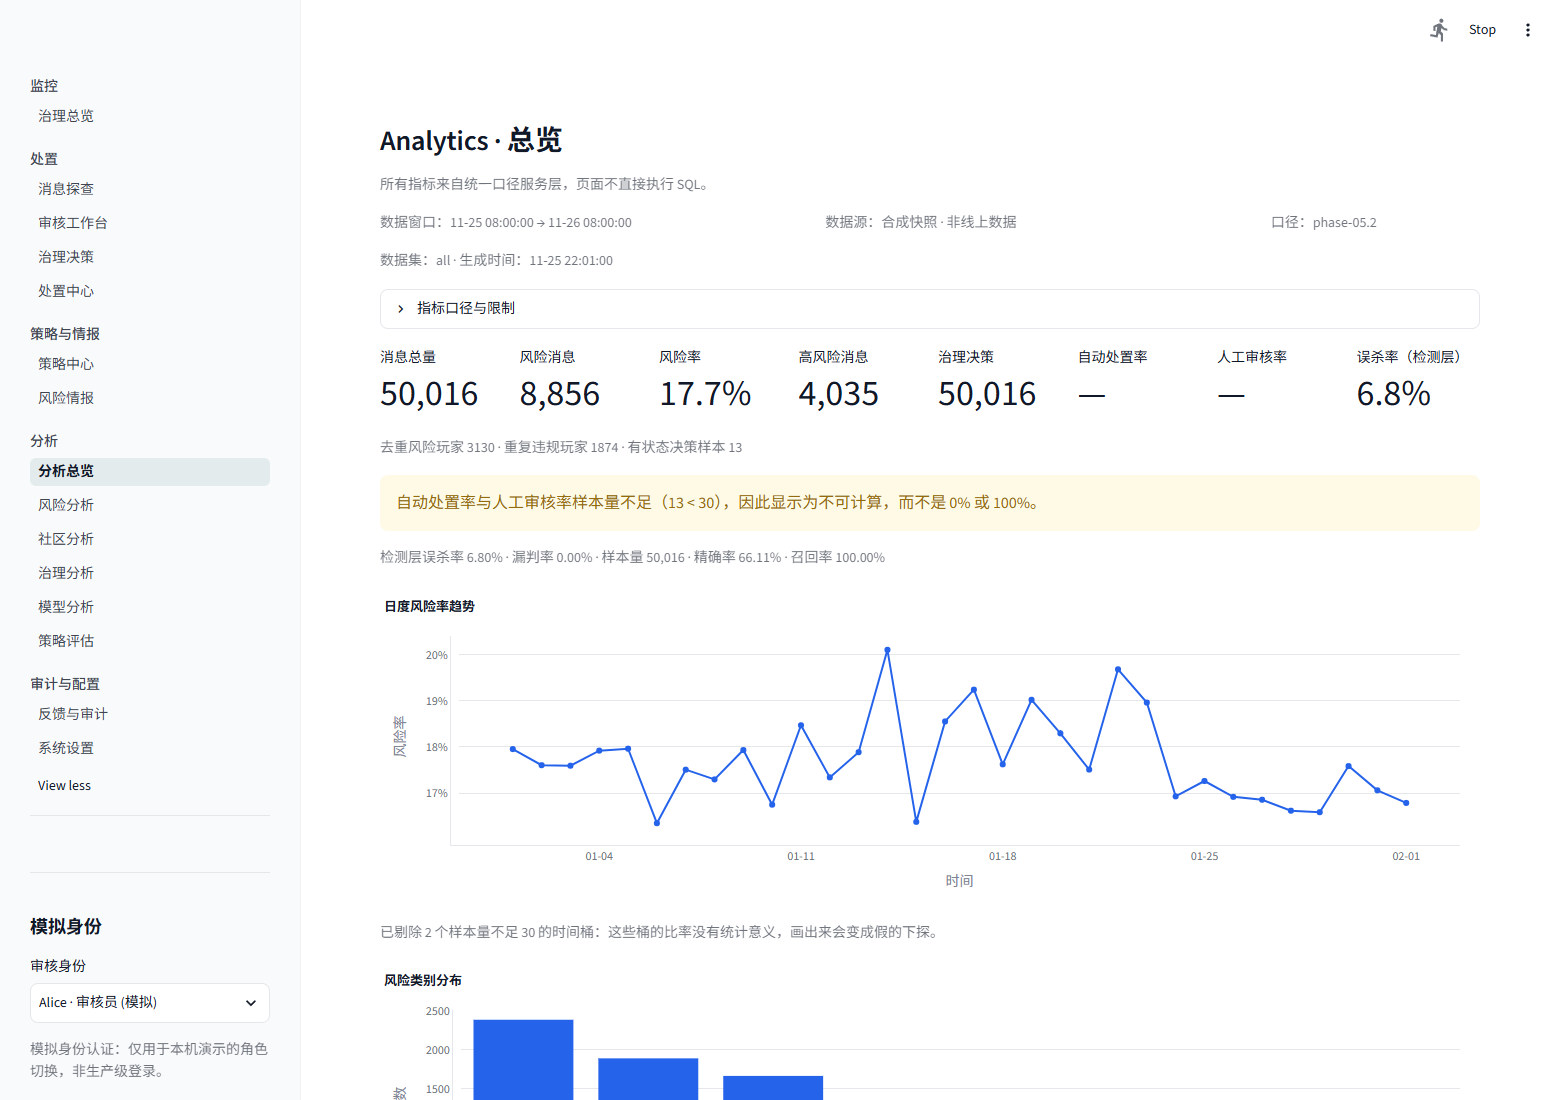 Stop
监控
治理总览
处置
消息探查
审核工作台
治理决策
处置中心
策略与情报
策略中心
风险情报
分析
分析总览
风险分析
社区分析
治理分析
模型分析
策略评估
审计与配置
反馈与审计
系统设置
View less
模拟身份
审核身份
Alice · 审核员 (模拟)
模拟身份认证：仅用于本机演示的角色
切换，非生产级登录。
Analytics · 总览
所有指标来自统一口径服务层，页面不直接执行 SQL。
数据窗口：11-25 08:00:00 → 11-26 08:00:00
数据源：合成快照 · 非线上数据
口径：phase-05.2
数据集：all · 生成时间：11-25 22:01:00
指标口径与限制
消息总量 风险消息 风险率 高风险消息 治理决策 自动处置率 人工审核率 误杀率（检测层）
50,016 8,856 17.7% 4,035 50,016 — — 6.8%
去重风险玩家 3130 · 重复违规玩家 1874 · 有状态决策样本 13
自动处置率与人工审核率样本量不足（13 < 30），因此显示为不可计算，而不是 0% 或 100%。
检测层误杀率 6.80% · 漏判率 0.00% · 样本量 50,016 · 精确率 66.11% · 召回率 100.00%
日度风险率趋势
20%
19%
18%
17%
风险率
01-04 01-11 01-18 01-25 02-01
时间
已剔除 2 个样本量不足 30 的时间桶：这些桶的比率没有统计意义，画出来会变成假的下探。
风险类别分布
2500
2000
1500
数